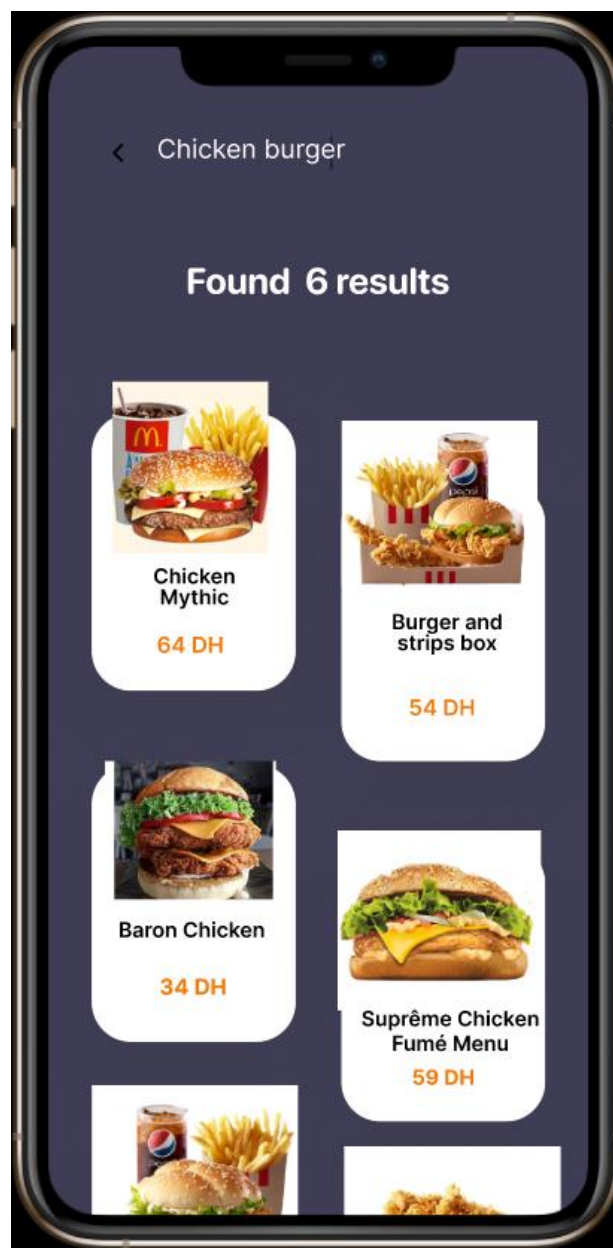 Chicken burger
Found 6 results
Chicken
Mythic
64 DH
Burger and
strips box
54 DH
Baron Chicken
34 DH
Suprême Chicken
Fumé Menu
59 DH
pepsi